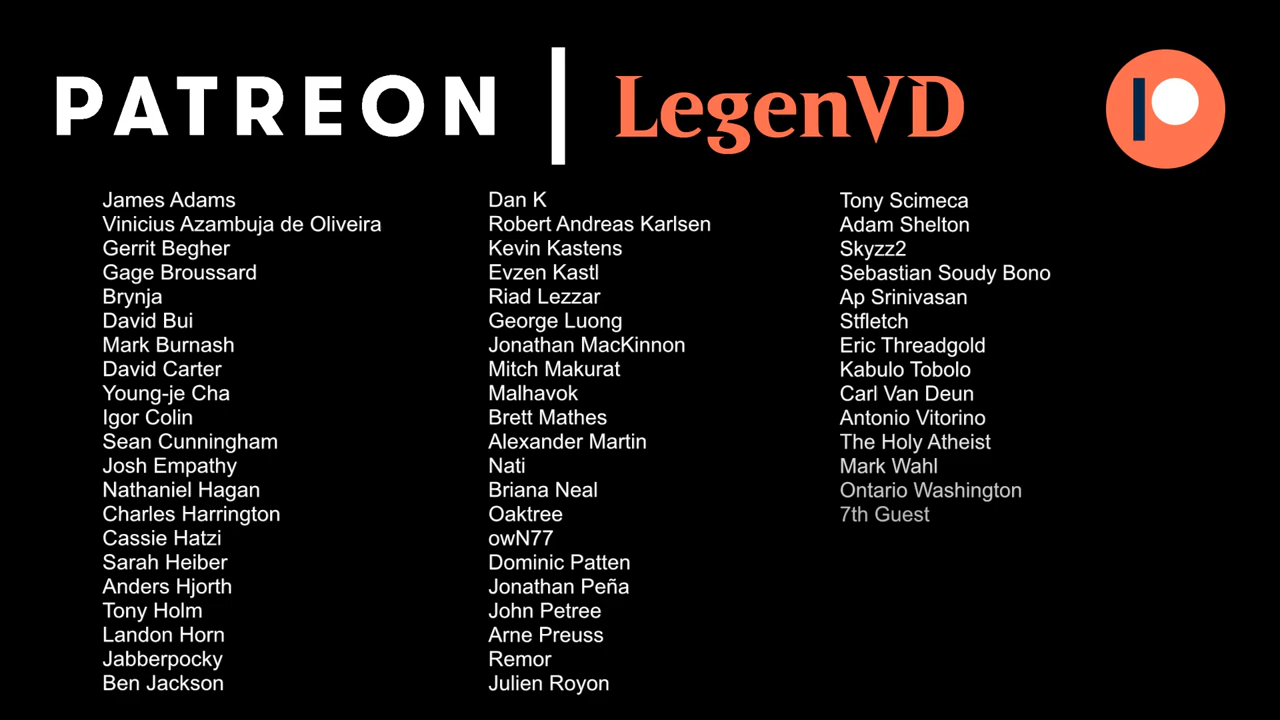 PATREON | LegenVD
James Adams
Vinicius Azambuja de Oliveira
Gerrit Begher
Gage Broussard
Brynja
David Bui
Mark Burnash
David Carter
Young-je Cha
Igor Colin
Sean Cunningham
Josh Empathy
Nathaniel Hagan
Charles Harrington
Cassie Hatzi
Sarah Heiber
Anders Hjorth
Tony Holm
Landon Horn
Jabberpocky
Ben Jackson
Dan K
Robert Andreas Karlsen
Kevin Kastens
Evzen Kastl
Riad Lezzar
George Luong
Jonathan MacKinnon
Mitch Makurat
Malhavok
Brett Mathes
Alexander Martin
Nati
Briana Neal
Oaktree
owN77
Dominic Patten
Jonathan Peña
John Petree
Arne Preuss
Remor
Julien Royon
Tony Scimeca
Adam Shelton
Skyzz2
Sebastian Soudy Bono
Ap Srinivasan
Stfletch
Eric Threadgold
Kabulo Tobolo
Carl Van Deun
Antonio Vitorino
The Holy Atheist
Mark Wahl
Ontario Washington
7th Guest